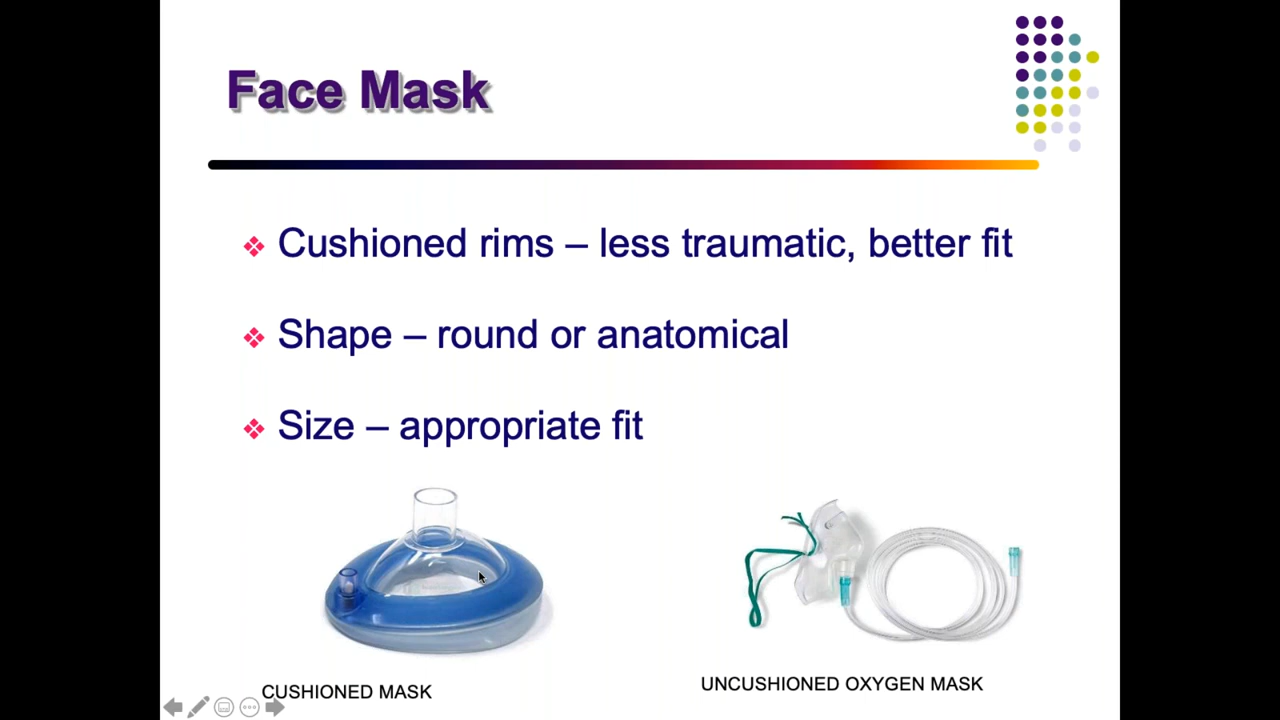 Face Mask
Cushioned rims – less traumatic, better fit
Shape – round or anatomical
Size – appropriate fit
CUSHIONED MASK
UNCUSHIONED OXYGEN MASK